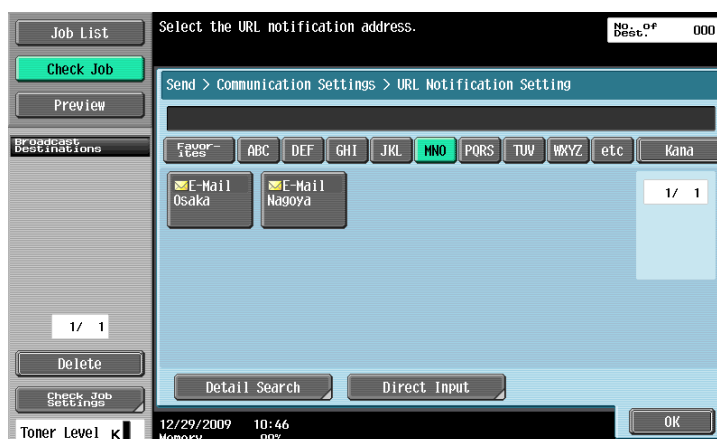 Job List
Check Job
Preview
Broadcast
Destinations
1/ 1
Delete
Check Job
Settings
Toner Level K
Select the URL notification address.
No. of
Dest.
000
Send > Communication Settings > URL Notification Setting
Favor-
ites
ABC
DEF
GHI
JKL
MNO
PQRS
TUV
WXYZ
etc
Kana
E-Mail
Osaka
E-Mail
Nagoya
1/ 1
Detail Search
Direct Input
12/29/2009 10:46
Memory 99%
OK